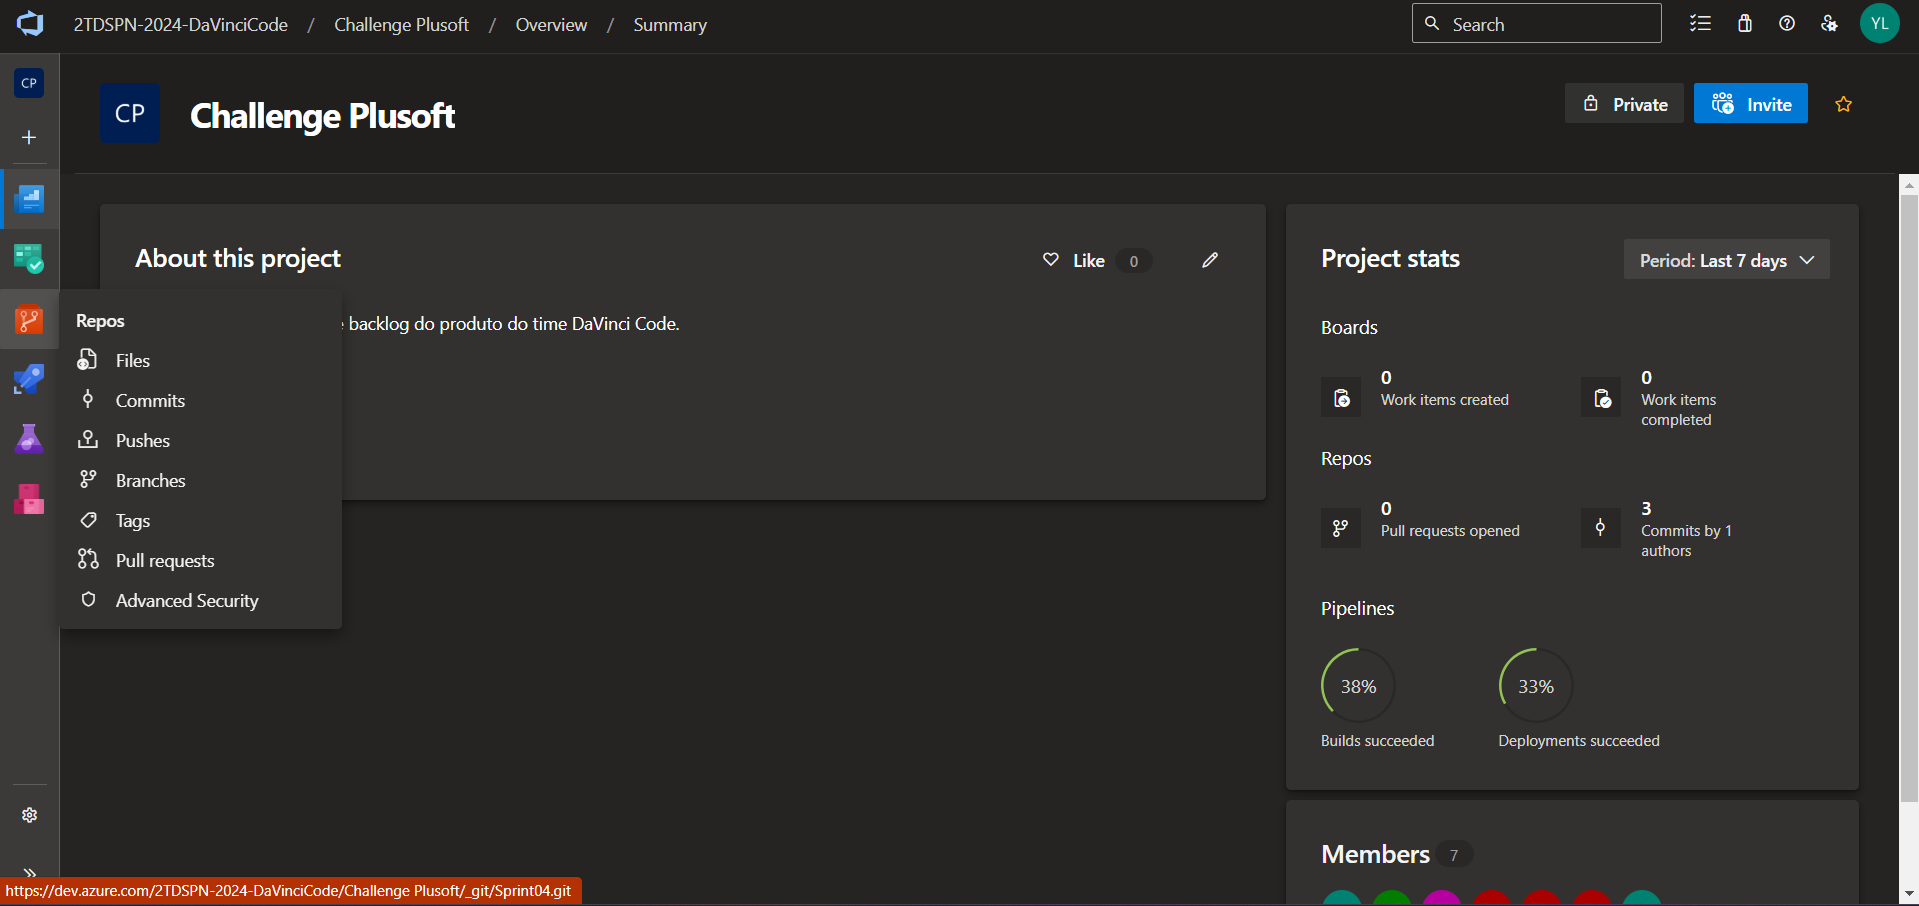 2TDSPN-2024-DaVinciCode / Challenge Plusoft / Overview / Summary
Search
YL
CP
CP
Challenge Plusoft
Private
Invite
About this project
Like 0
backlog do produto do time DaVinci Code.
Repos
Files
Commits
Pushes
Branches
Tags
Pull requests
Advanced Security
Project stats
Period: Last 7 days
Boards
0
Work items created
0
Work items
completed
Repos
0
Pull requests opened
3
Commits by 1
authors
Pipelines
38%
Builds succeeded
33%
Deployments succeeded
Members 7
https://dev.azure.com/2TDSPN-2024-DaVinciCode/Challenge Plusoft/_git/Sprint04.git